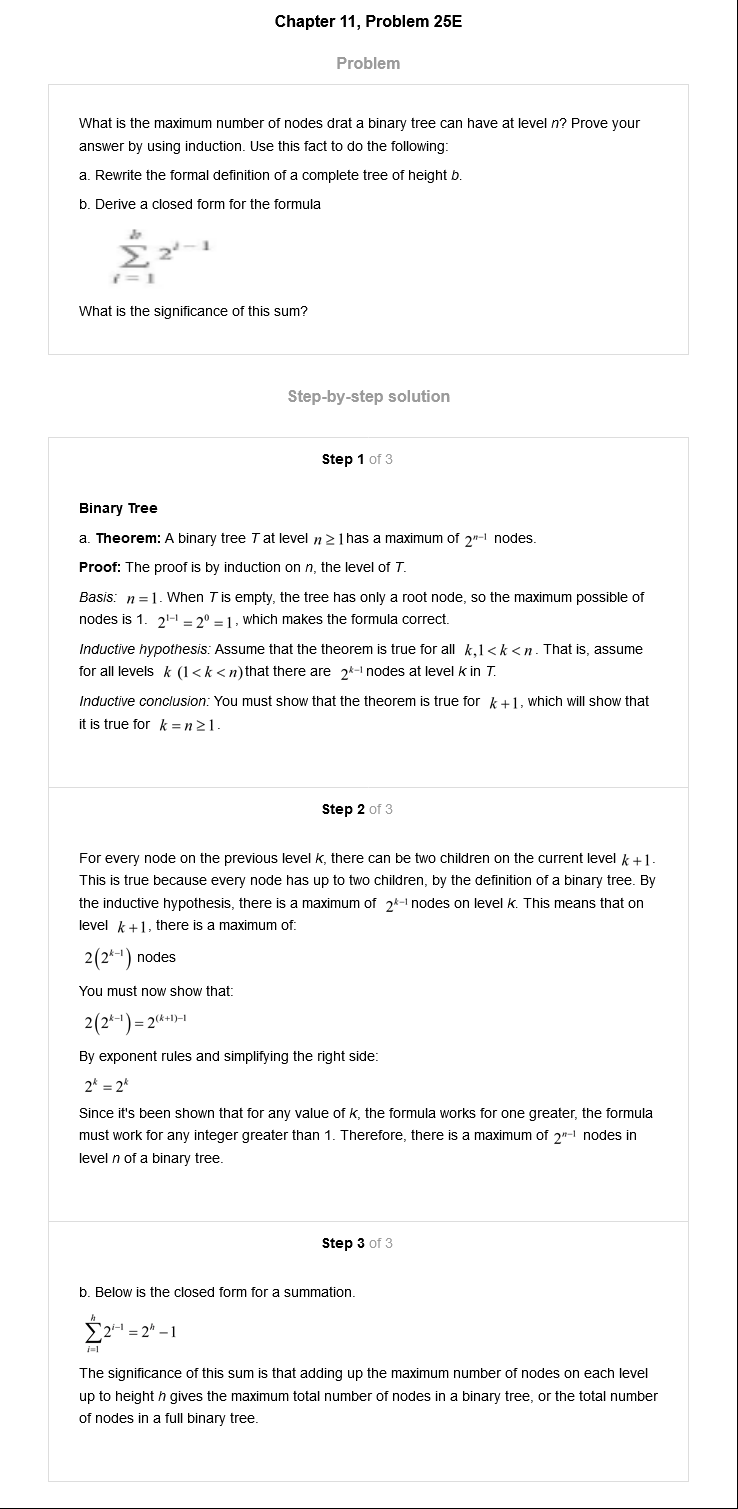 Chapter 11, Problem 25E
Problem
What is the maximum number of nodes drat a binary tree can have at level n? Prove your
answer by using induction. Use this fact to do the following:
a. Rewrite the formal definition of a complete tree of height b.
b. Derive a closed form for the formula
h
∑ 2^{i−1}
i = 1
What is the significance of this sum?
Step-by-step solution
Step 1 of 3
Binary Tree
a. Theorem: A binary tree T at level n ≥ 1 has a maximum of 2^{n−1} nodes.
Proof: The proof is by induction on n, the level of T.
Basis: n = 1. When T is empty, the tree has only a root node, so the maximum possible of
nodes is 1. 2^{1−1} = 2^0 = 1, which makes the formula correct.
Inductive hypothesis: Assume that the theorem is true for all k, 1 < k < n. That is, assume
for all levels k (1 < k < n) that there are 2^{k−1} nodes at level k in T.
Inductive conclusion: You must show that the theorem is true for k + 1, which will show that
it is true for k = n ≥ 1.
Step 2 of 3
For every node on the previous level k, there can be two children on the current level k + 1.
This is true because every node has up to two children, by the definition of a binary tree. By
the inductive hypothesis, there is a maximum of 2^{k−1} nodes on level k. This means that on
level k + 1, there is a maximum of:
2(2^{k−1}) nodes
You must now show that:
2(2^{k−1}) = 2^{(k+1)−1}
By exponent rules and simplifying the right side:
2^k = 2^k
Since it's been shown that for any value of k, the formula works for one greater, the formula
must work for any integer greater than 1. Therefore, there is a maximum of 2^{n−1} nodes in
level n of a binary tree.
Step 3 of 3
b. Below is the closed form for a summation.
h
∑ 2^{i−1} = 2^h − 1
i=1
The significance of this sum is that adding up the maximum number of nodes on each level
up to height h gives the maximum total number of nodes in a binary tree, or the total number
of nodes in a full binary tree.